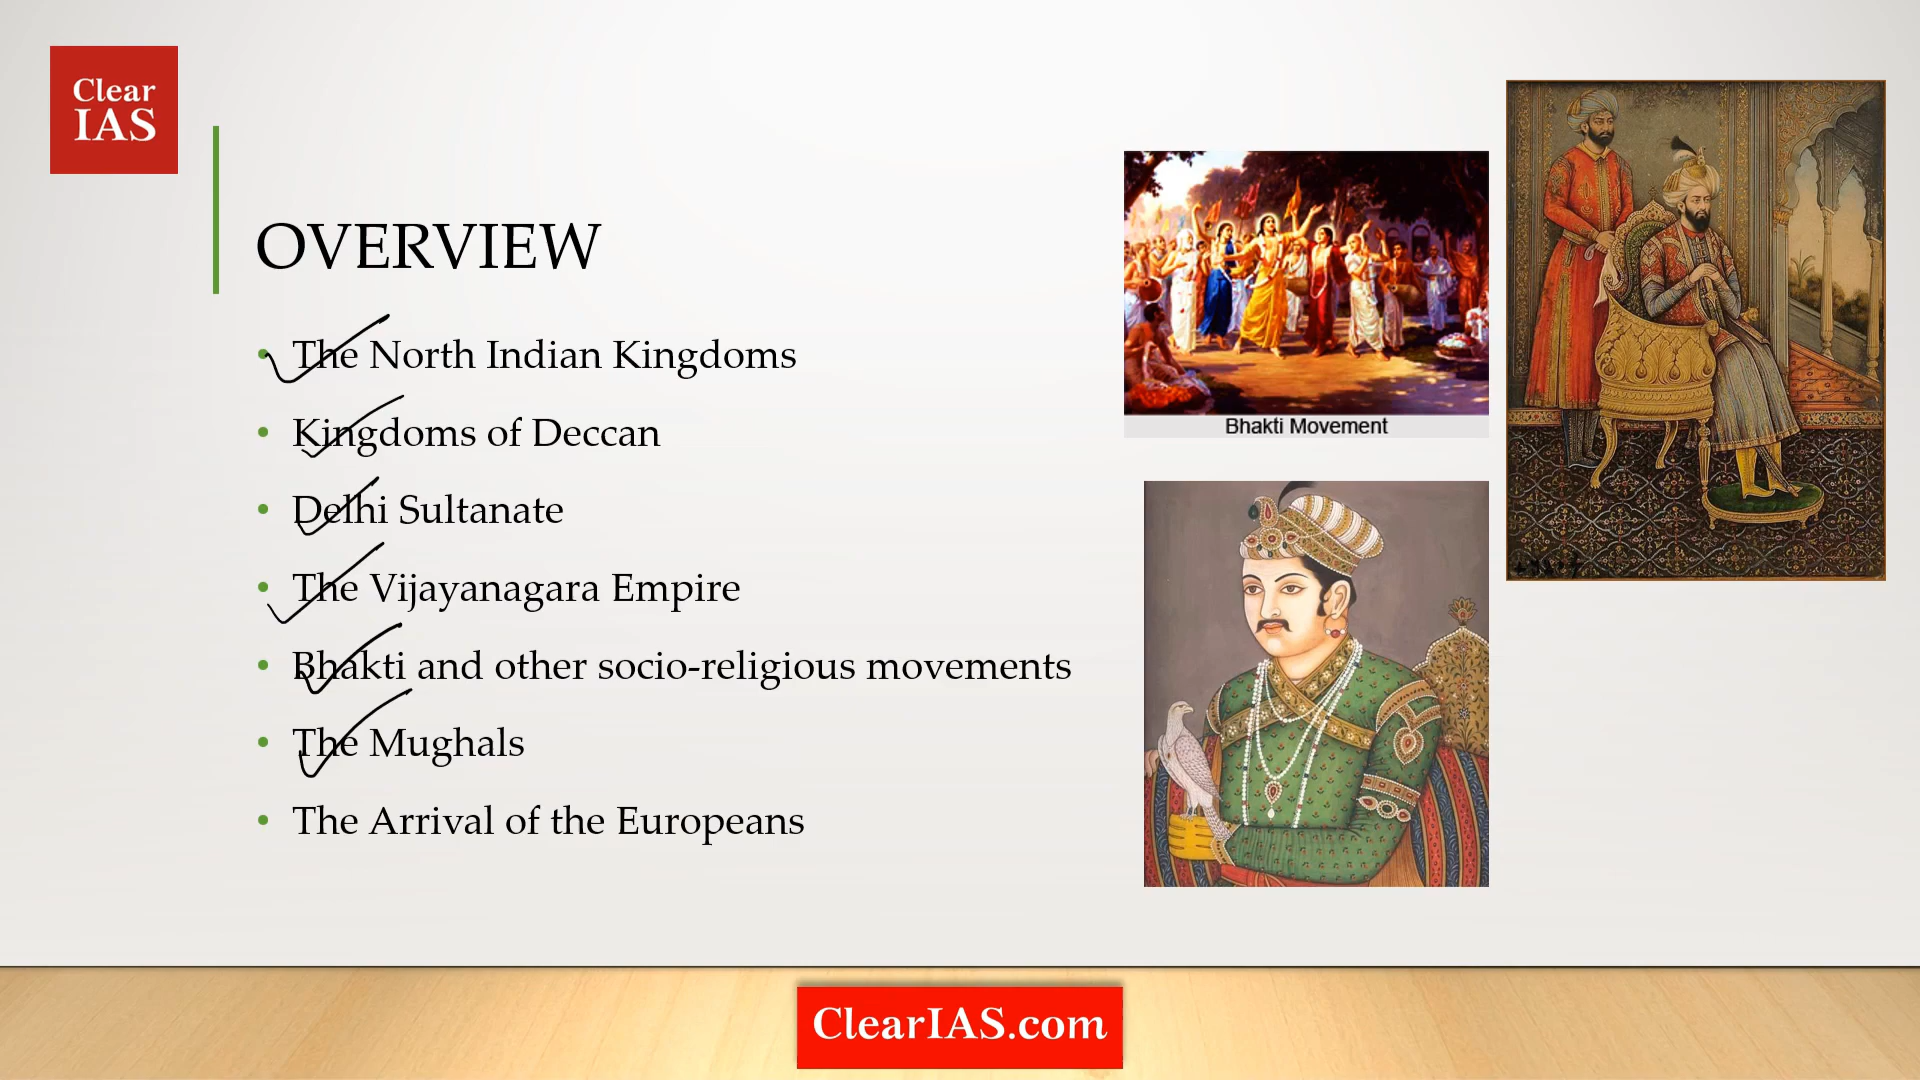 Clear
IAS
OVERVIEW
• The North Indian Kingdoms
• Kingdoms of Deccan
• Delhi Sultanate
• The Vijayanagara Empire
• Bhakti and other socio-religious movements
• The Mughals
• The Arrival of the Europeans
Bhakti Movement
ClearIAS.com